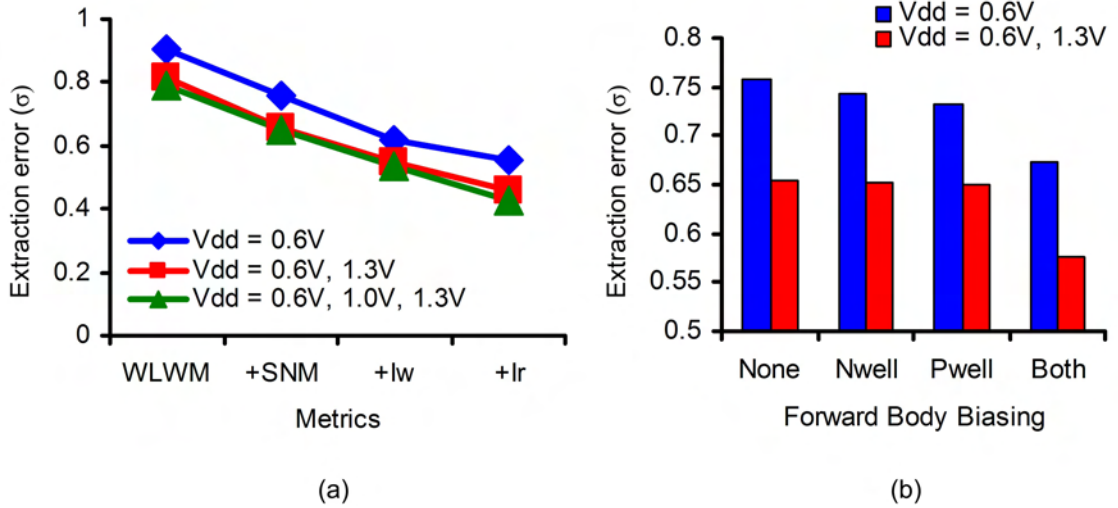 1
0.8
0.6
0.4
0.2
0
Extraction error (σ)
Vdd = 0.6V
Vdd = 0.6V, 1.3V
Vdd = 0.6V, 1.0V, 1.3V
WLWM +SNM +Iw +Ir
Metrics
(a)
Vdd = 0.6V
Vdd = 0.6V, 1.3V
0.8
0.75
0.7
0.65
0.6
0.55
0.5
Extraction error (σ)
None Nwell Pwell Both
Forward Body Biasing
(b)